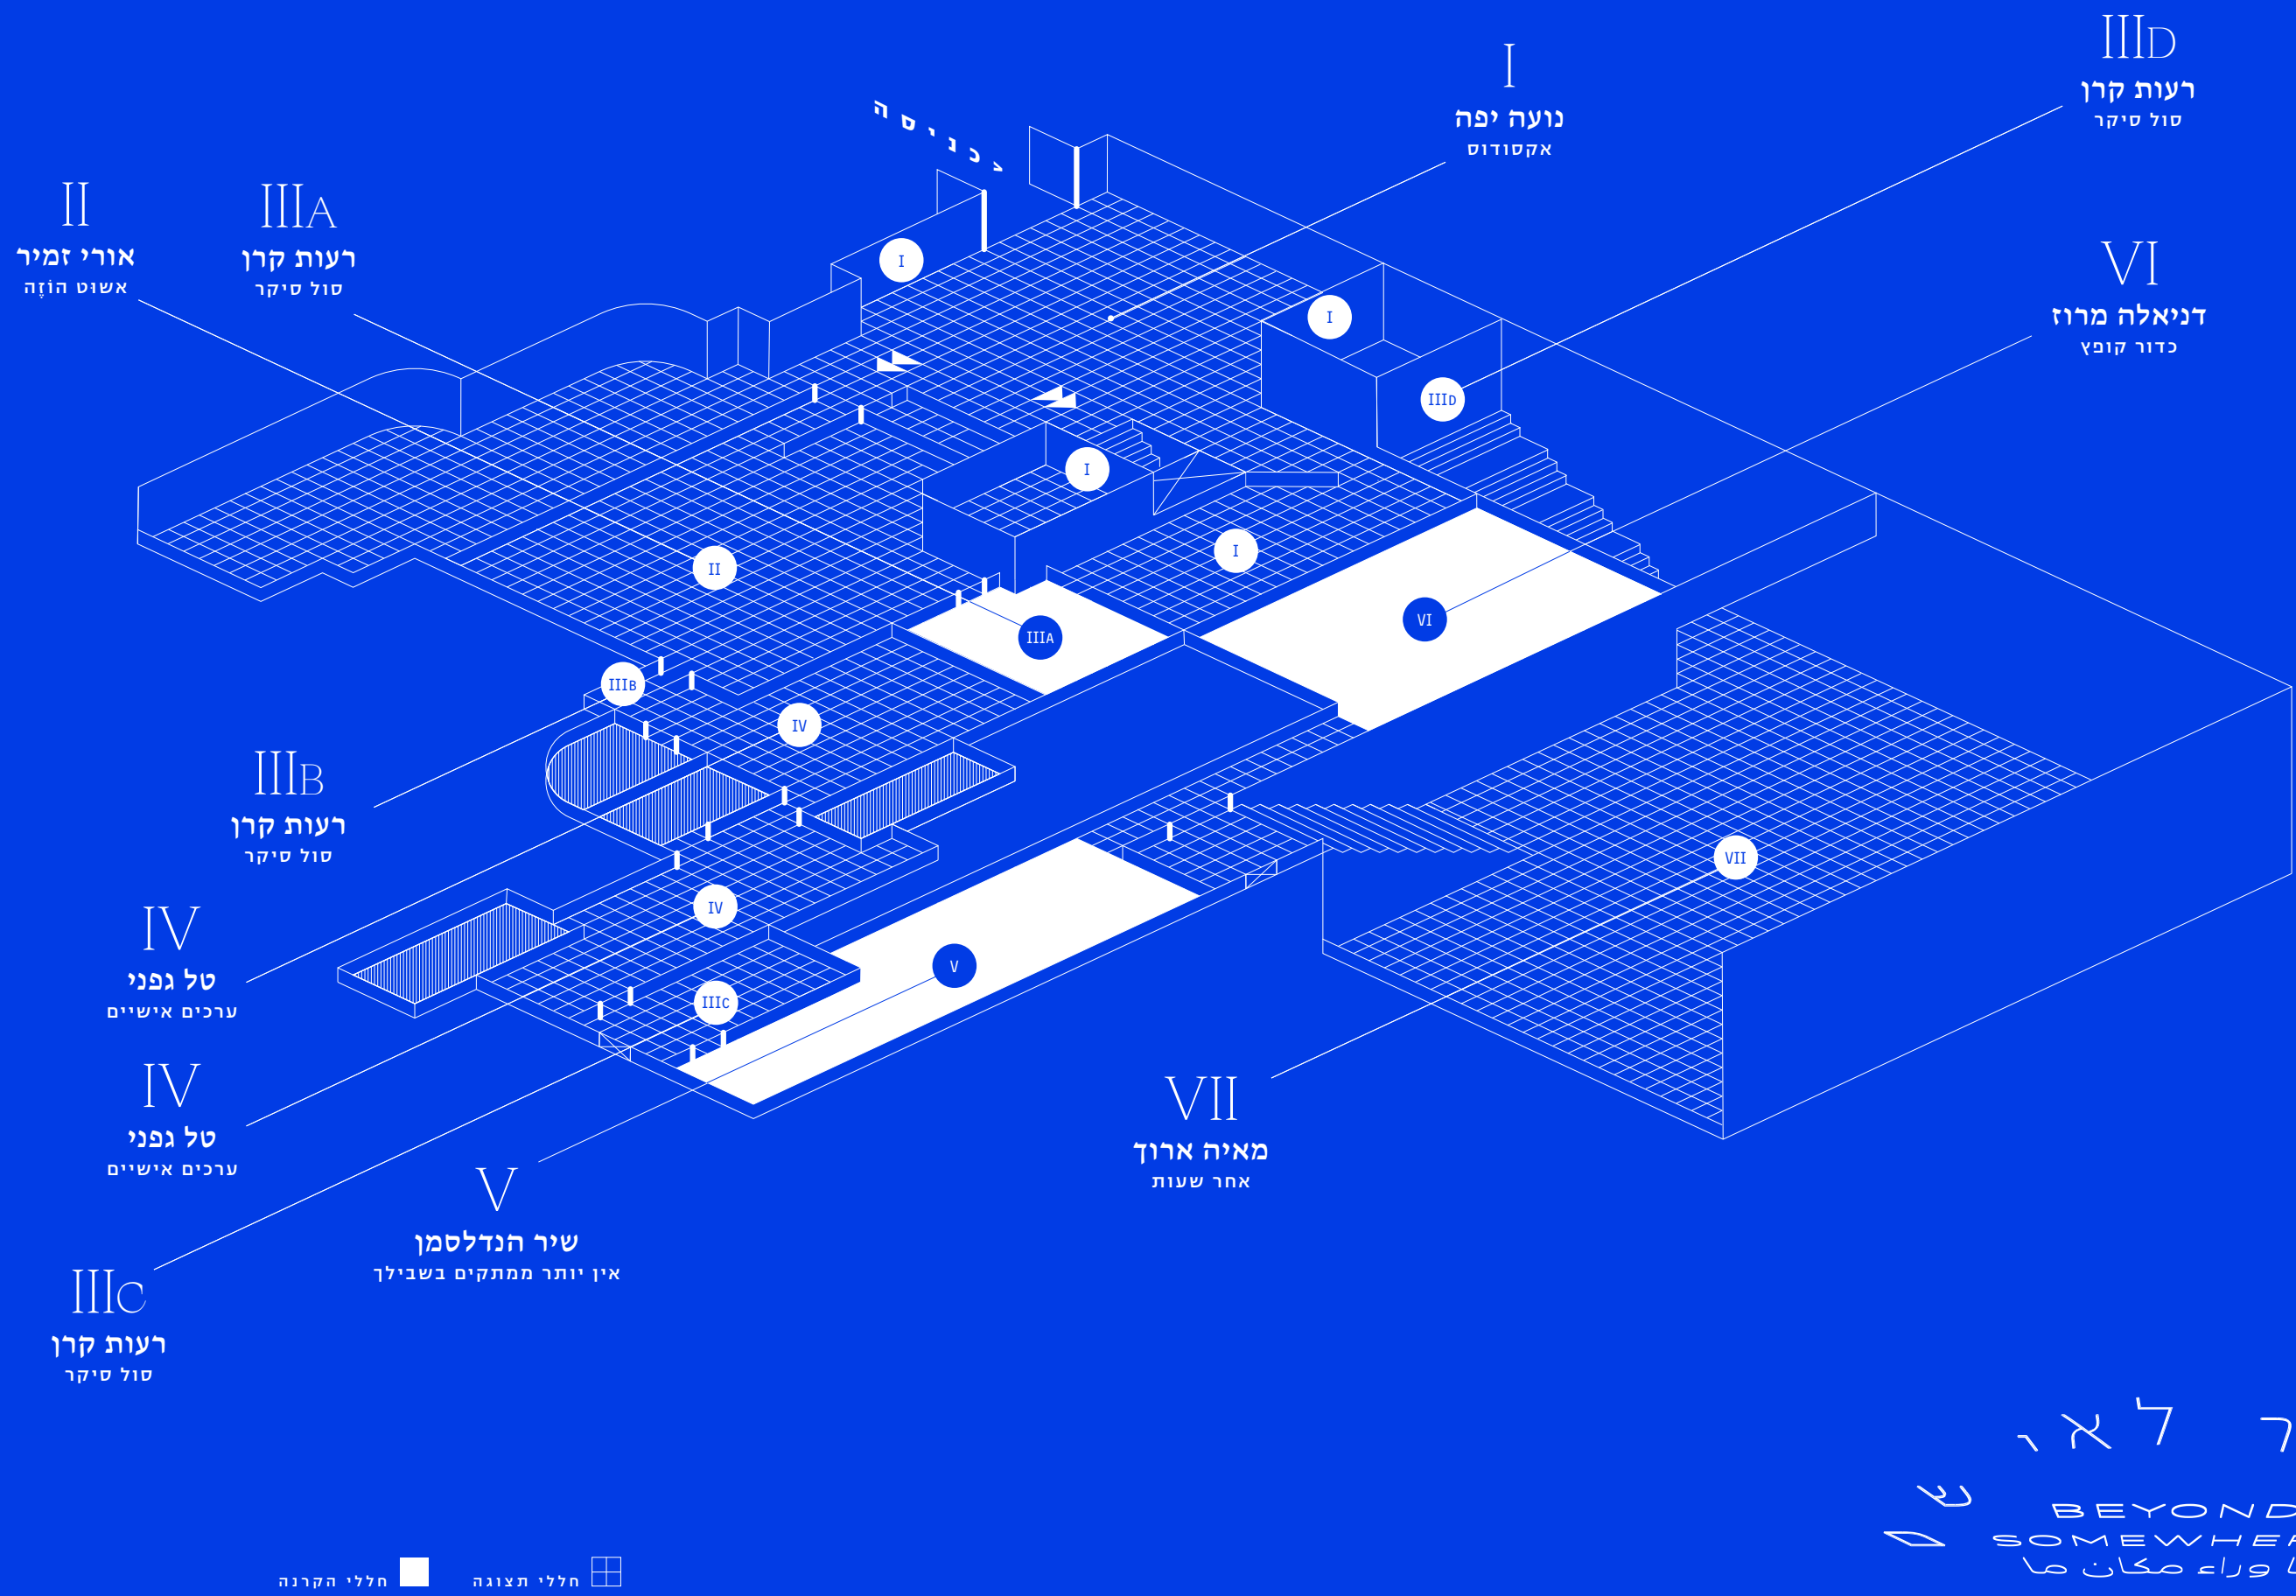 IIID
רעות קרן
סול סיקר
I
נועה יפה
אקסודוס
כניסה
II
אורי זמיר
אשוּט הוֹזֶה
IIIA
רעות קרן
סול סיקר
VI
דניאלה מרוז
כדור קופץ
I
I
IIID
I
I
II
VI
IIIA
IIIB
IV
IIIB
רעות קרן
סול סיקר
VII
IV
IV
טל גפני
ערכים אישיים
V
IIIC
IV
טל גפני
ערכים אישיים
VII
מאיה ארוך
אחר שעות
V
שיר הנדלסמן
אין יותר ממתקים בשבילך
IIIC
רעות קרן
סול סיקר
BEYOND
وراء مكان ما
חללי תצוגה
חללי הקרנה